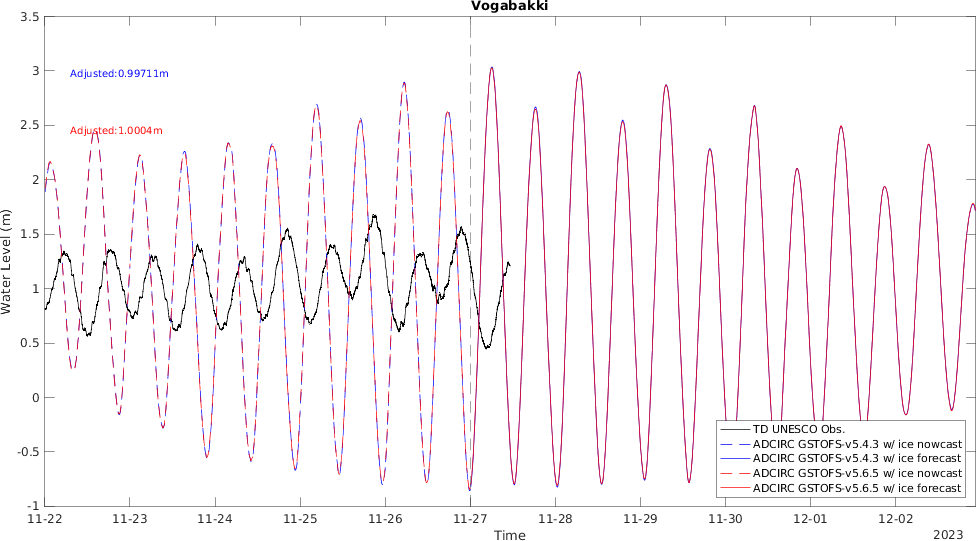 Vogabakki
3.5
3
2.5
2
1.5
1
0.5
0
-0.5
-1
Water Level (m)
Adjusted:0.99711m
Adjusted:1.0004m
TD UNESCO Obs.
ADCIRC GSTOFS-v5.4.3 w/ ice nowcast
ADCIRC GSTOFS-v5.4.3 w/ ice forecast
ADCIRC GSTOFS-v5.6.5 w/ ice nowcast
ADCIRC GSTOFS-v5.6.5 w/ ice forecast
11-22 11-23 11-24 11-25 11-26 11-27 11-28 11-29 11-30 12-01 12-02
Time
2023